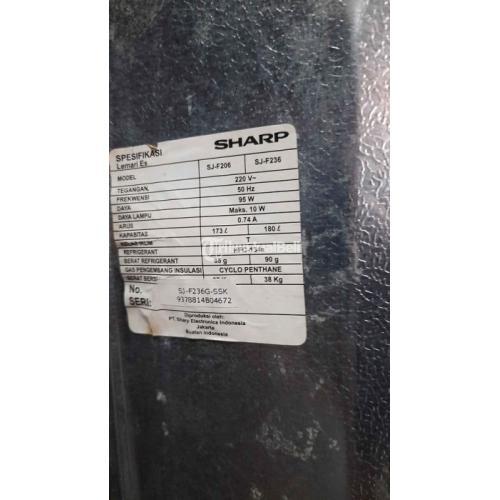 SHARP
SPESIFIKASI
Lemari Es
MODEL SJ-F206 SJ-F236
TEGANGAN 220 V~
FREKWENSI 50 Hz
DAYA 95 W
DAYA LAMPU Maks. 10 W
ARUS 0.74 A
KAPASITAS 173 ℓ 180 ℓ
T
REFRIGERANT
BERAT REFRIGERANT 90 g
GAS PENGEMBANG INSULASI CYCLO PENTHANE
38 Kg
No. SJ-F236G-SSK
SERI: 937BB14B04672
Diproduksi oleh:
PT. Sharp Electronics Indonesia
Jakarta
Buatan Indonesia